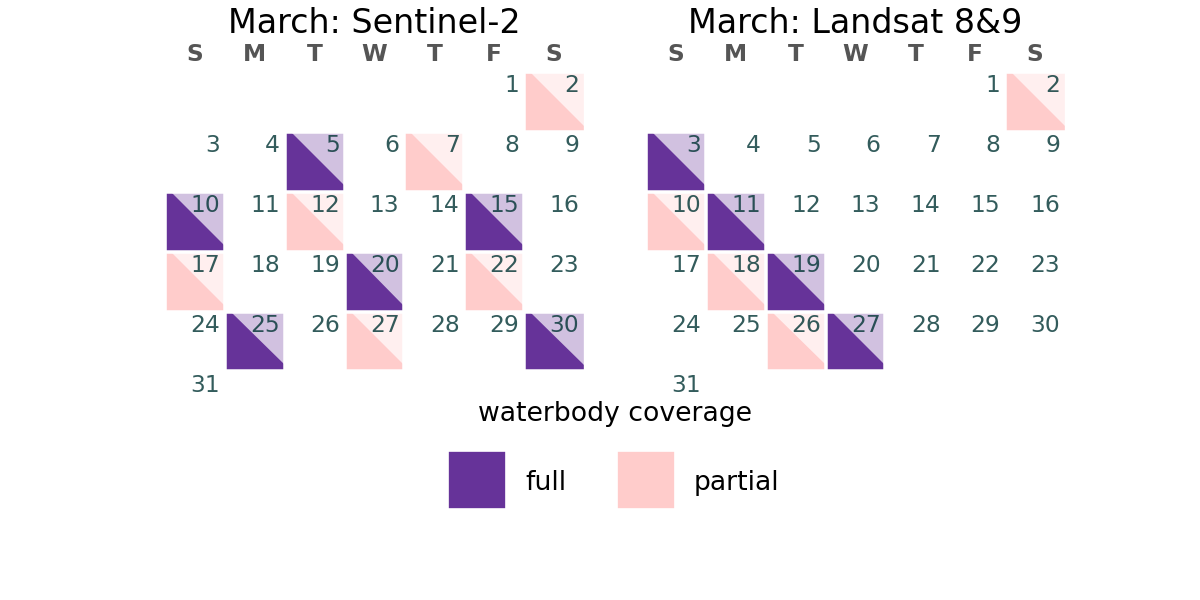 March: Sentinel-2
S M T W T F S
1 2
3 4 5 6 7 8 9
10 11 12 13 14 15 16
17 18 19 20 21 22 23
24 25 26 27 28 29 30
31
March: Landsat 8&9
S M T W T F S
1 2
3 4 5 6 7 8 9
10 11 12 13 14 15 16
17 18 19 20 21 22 23
24 25 26 27 28 29 30
31
waterbody coverage
full partial